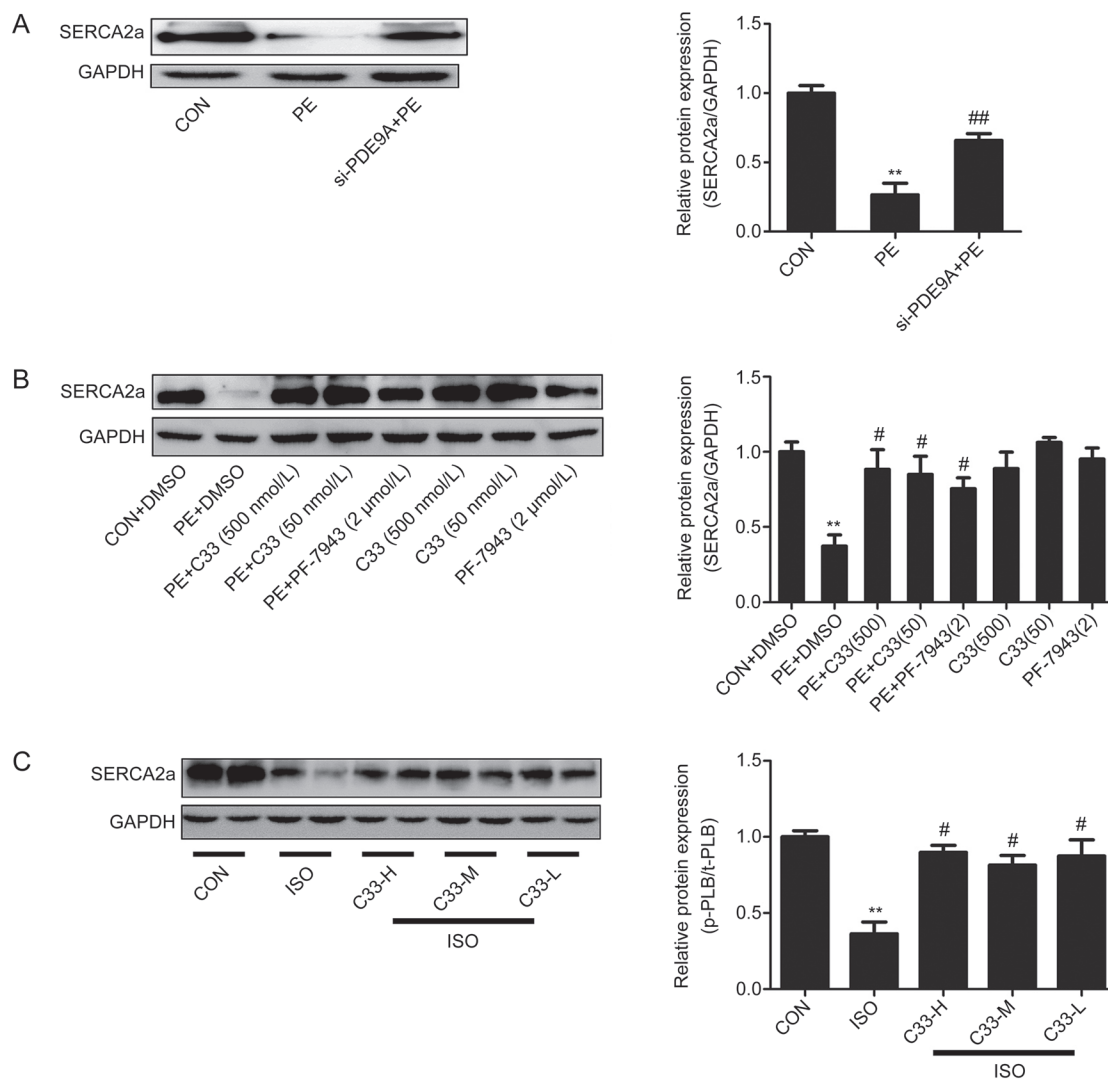 A
SERCA2a
GAPDH
CON
PE
si-PDE9A+PE
Relative protein expression
(SERCA2a/GAPDH)
1.5
1.0
0.5
0.0
**
##
CON
PE
si-PDE9A+PE
B
SERCA2a
GAPDH
CON+DMSO
PE+DMSO
PE+C33 (500 nmol/L)
PE+C33 (50 nmol/L)
PE+PF-7943 (2 μmol/L)
C33 (500 nmol/L)
C33 (50 nmol/L)
PF-7943 (2 μmol/L)
Relative protein expression
(SERCA2a/GAPDH)
1.5
1.0
0.5
0.0
**
#
#
#
CON+DMSO
PE+DMSO
PE+C33(500)
PE+C33(50)
PE+PF-7943(2)
C33(500)
C33(50)
PF-7943(2)
C
SERCA2a
GAPDH
CON
ISO
C33-H
C33-M
C33-L
ISO
Relative protein expression
(p-PLB/t-PLB)
1.5
1.0
0.5
0.0
**
#
#
#
CON
ISO
C33-H
C33-M
C33-L
ISO